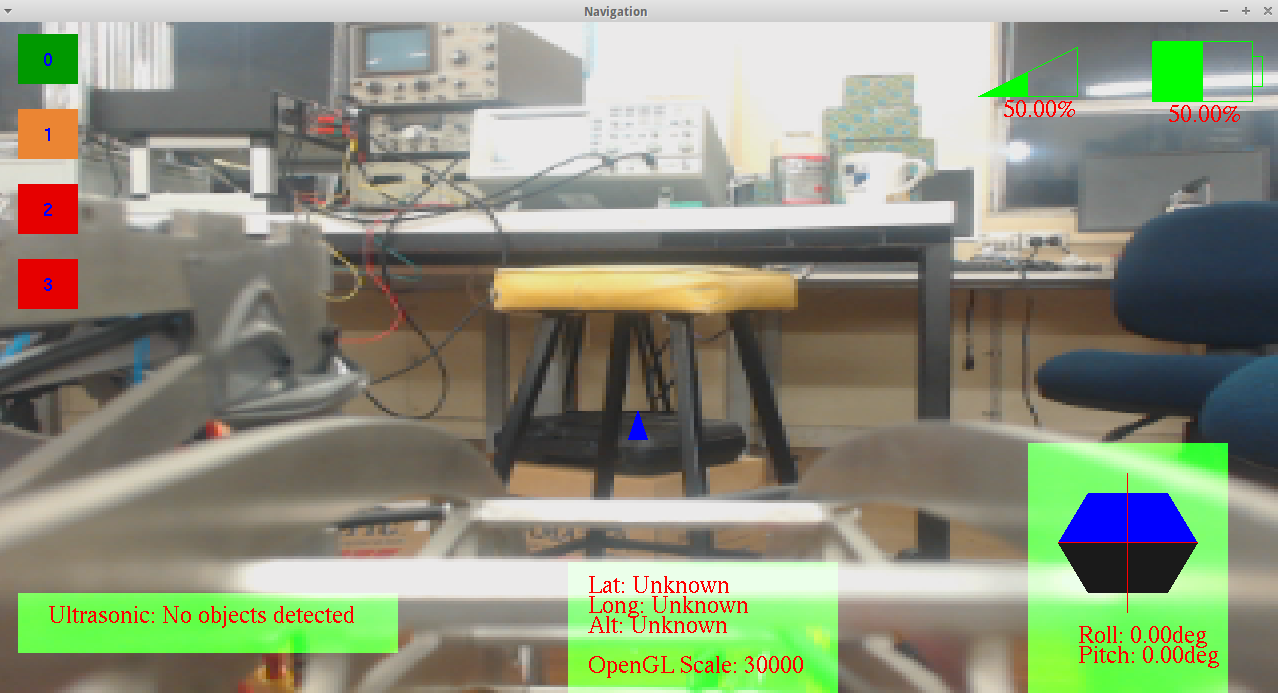 Navigation
0
1
2
3
50.00%
50.00%
Ultrasonic: No objects detected
Lat: Unknown
Long: Unknown
Alt: Unknown
OpenGL Scale: 30000
Roll: 0.00deg
Pitch: 0.00deg